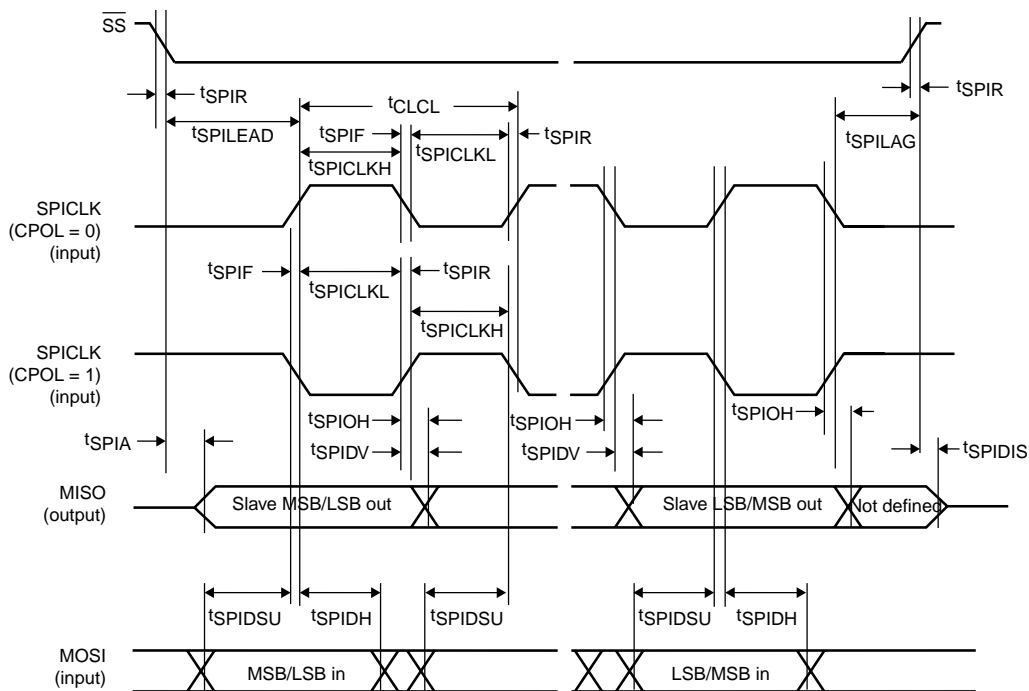 SS
tSPIR
tSPIR
tCLCL
tSPILEAD
tSPIF
tSPICLKL
tSPIR
tSPILAG
tSPICLKH
SPICLK
(CPOL = 0)
(input)
tSPIF
tSPICLKL
tSPIR
tSPICLKH
SPICLK
(CPOL = 1)
(input)
tSPIOH
tSPIOH
tSPIOH
tSPIA
tSPIDV
tSPIDV
tSPIDIS
MISO
(output)
Slave MSB/LSB out
Slave LSB/MSB out
Not defined
tSPIDSU
tSPIDH
tSPIDSU
tSPIDSU
tSPIDH
MOSI
(input)
MSB/LSB in
LSB/MSB in